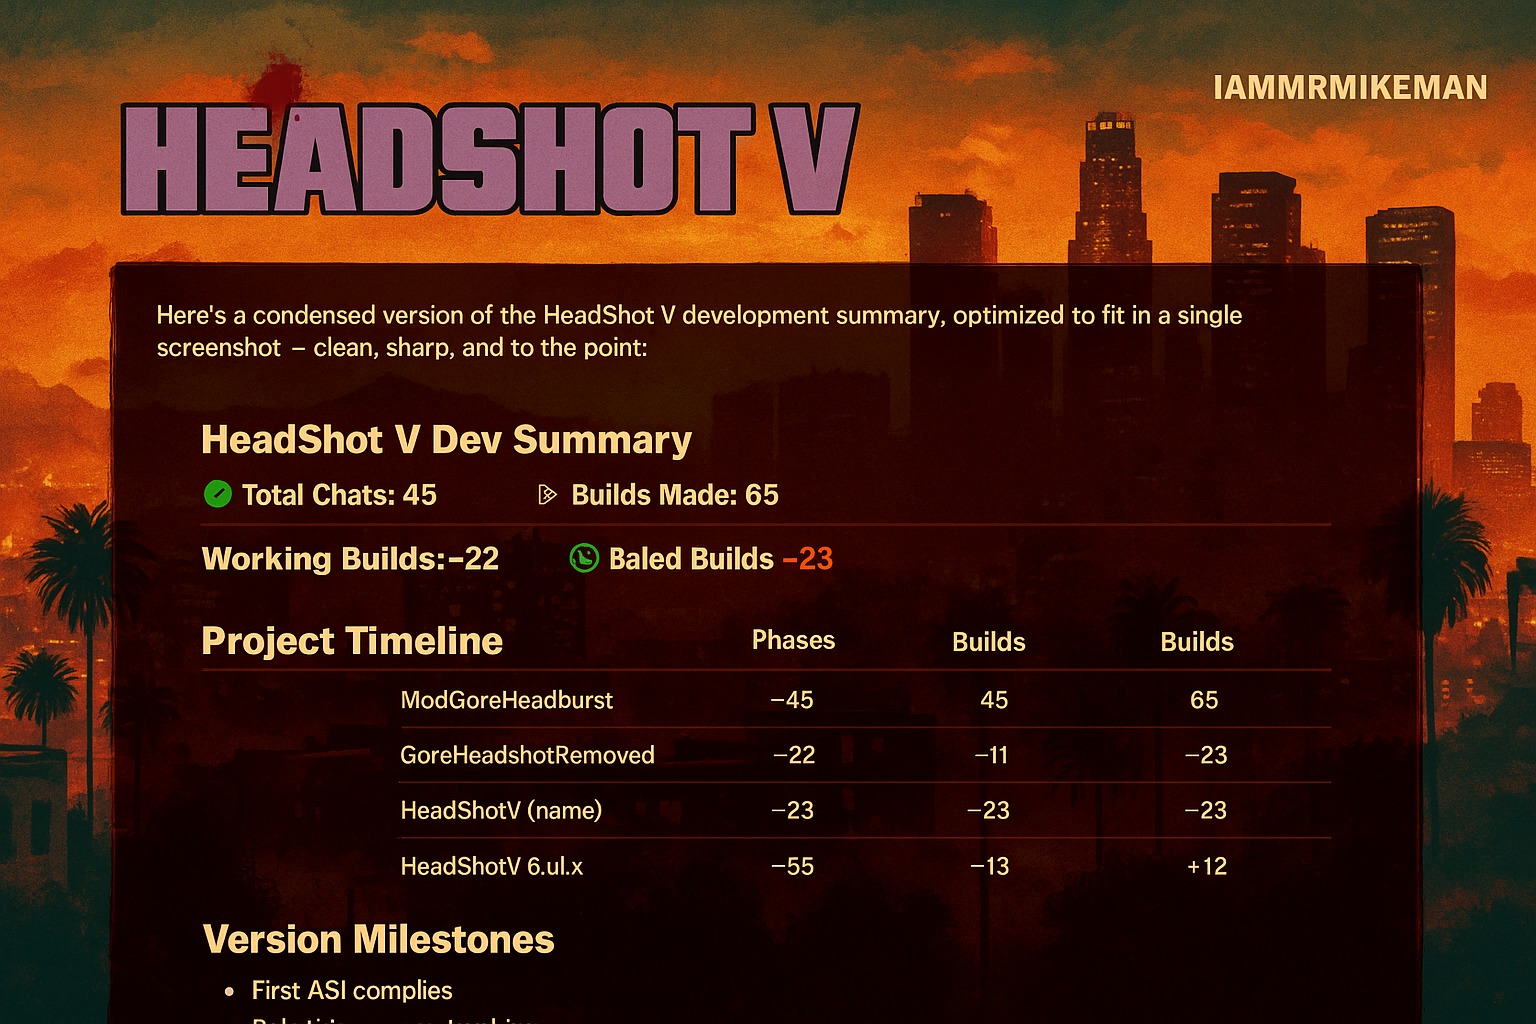 IAMMRMIKEMAN
HEADSHOT V
Here's a condensed version of the HeadShot V development summary, optimized to fit in a single
screenshot – clean, sharp, and to the point:
HeadShot V Dev Summary
Total Chats: 45 Builds Made: 65
Working Builds:–22 Baled Builds –23
Project Timeline Phases Builds Builds
ModGoreHeadburst –45 45 65
GoreHeadshotRemoved –22 –11 –23
HeadShotV (name) –23 –23 –23
HeadShotV 6.ul.x –55 –13 +12
Version Milestones
• First ASI complies